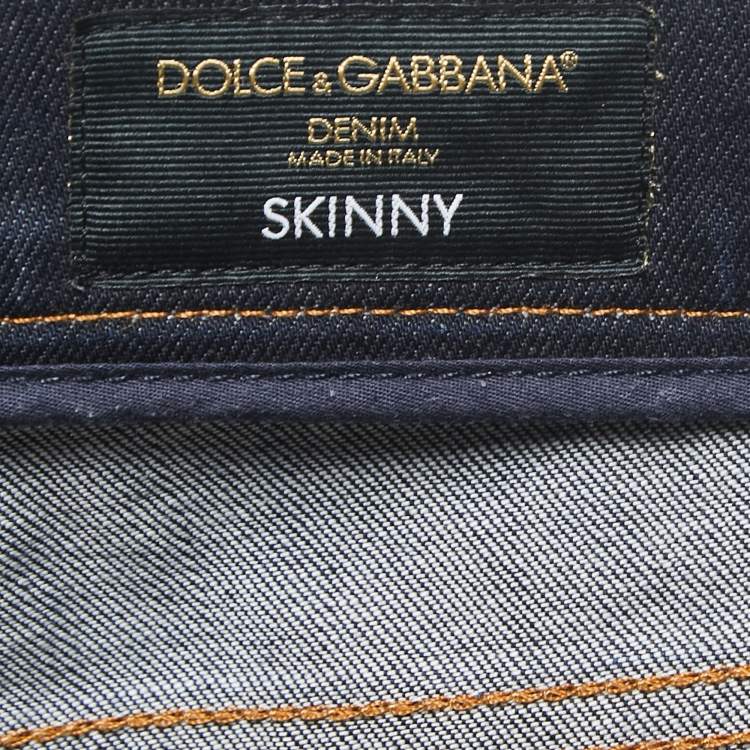 DOLCE & GABBANA®
DENIM
MADE IN ITALY
SKINNY